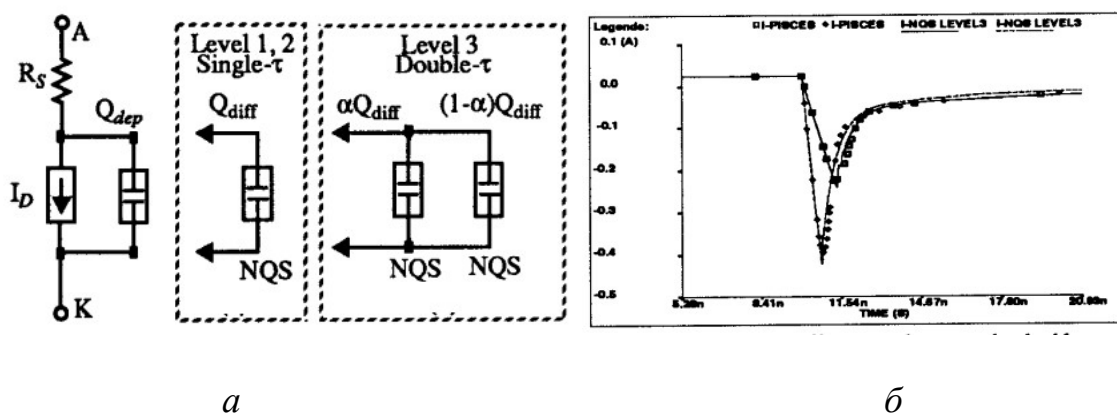 A
R_S
Q_dep
I_D
K
Level 1, 2
Single-τ
Q_diff
NQS
Level 3
Double-τ
αQ_diff (1-α)Q_diff
NQS NQS
Legende: I-PISCES I-PISCES I-NQS LEVEL3 I-NQS LEVEL3
0.1 (A)
0.0
-0.1
-0.2
-0.3
-0.4
-0.5
8.41n 11.54n 14.67n 17.80n
TIME (S)
а б